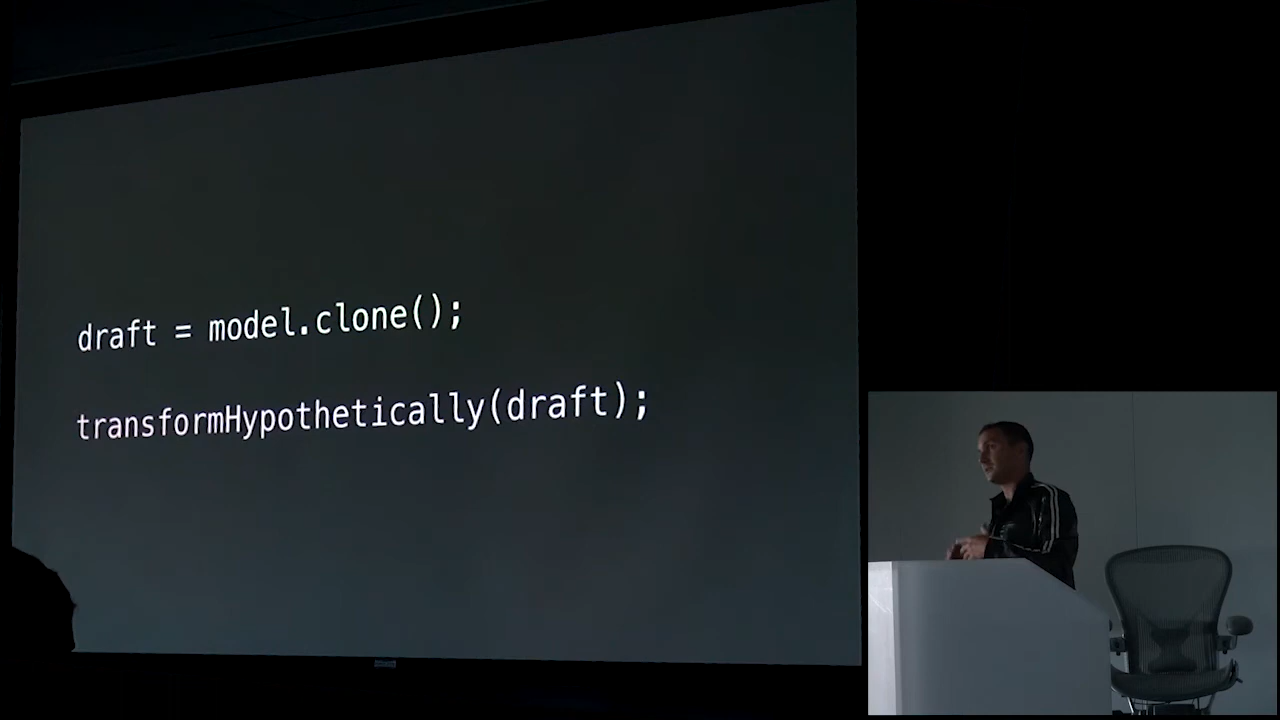 draft = model.clone();
transformHypothetically(draft);